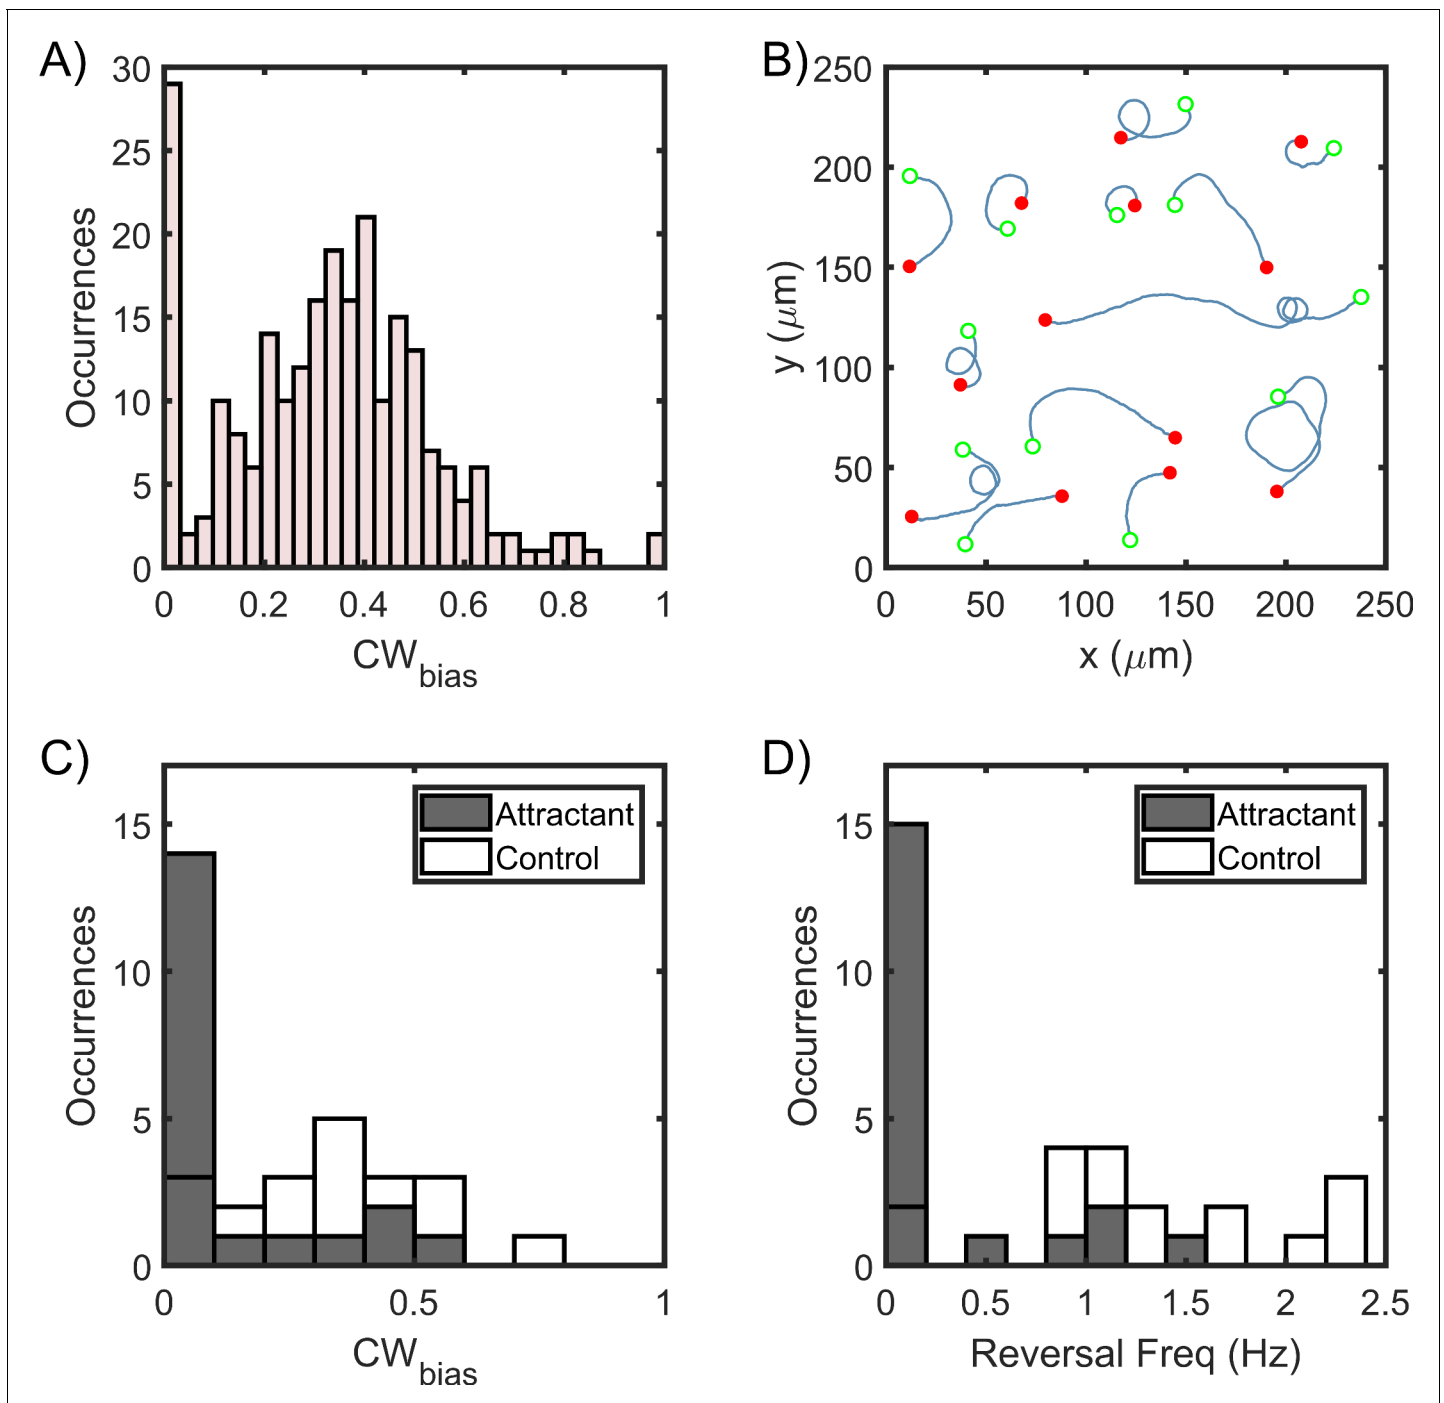 A)
30
25
20
15
10
5
0
Occurrences
0 0.2 0.4 0.6 0.8 1
CWbias
B)
250
200
150
100
50
0
y (μm)
0 50 100 150 200 250
x (μm)
C)
15
10
5
0
Occurrences
Attractant
Control
0 0.5 1
CWbias
D)
15
10
5
0
Occurrences
Attractant
Control
0 0.5 1 1.5 2 2.5
Reversal Freq (Hz)